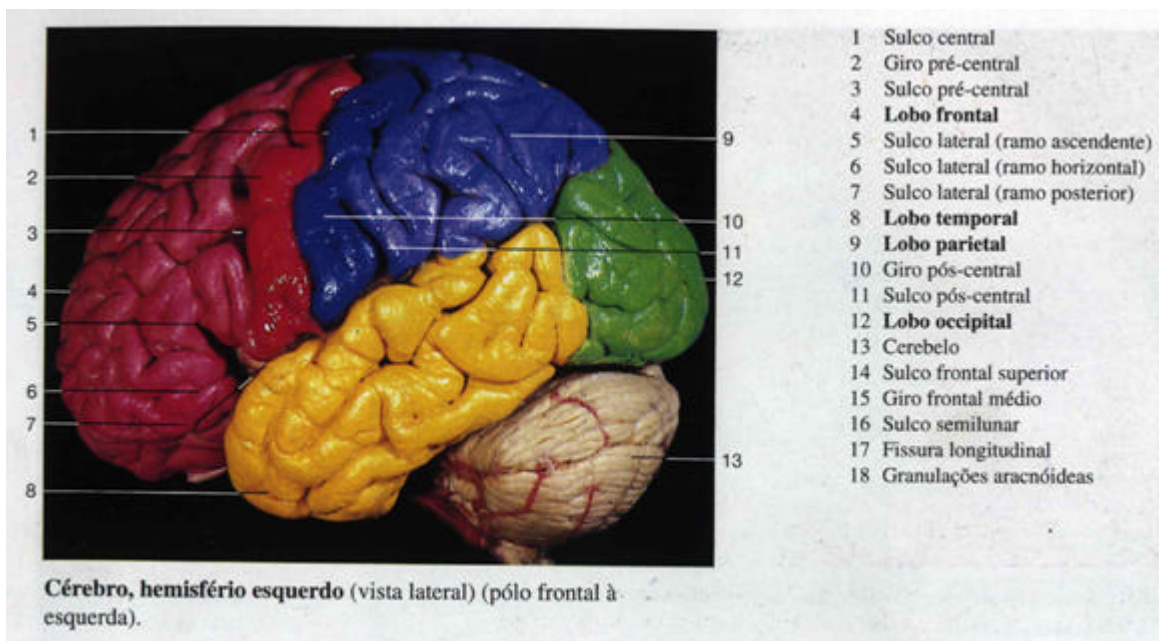 1
2
3
4
5
6
7
8
9
10
11
12
13
1 Sulco central
2 Giro pré-central
3 Sulco pré-central
4 Lobo frontal
5 Sulco lateral (ramo ascendente)
6 Sulco lateral (ramo horizontal)
7 Sulco lateral (ramo posterior)
8 Lobo temporal
9 Lobo parietal
10 Giro pós-central
11 Sulco pós-central
12 Lobo occipital
13 Cerebelo
14 Sulco frontal superior
15 Giro frontal médio
16 Sulco semilunar
17 Fissura longitudinal
18 Granulações aracnóideas
Cérebro, hemisfério esquerdo (vista lateral) (pólo frontal à
esquerda).